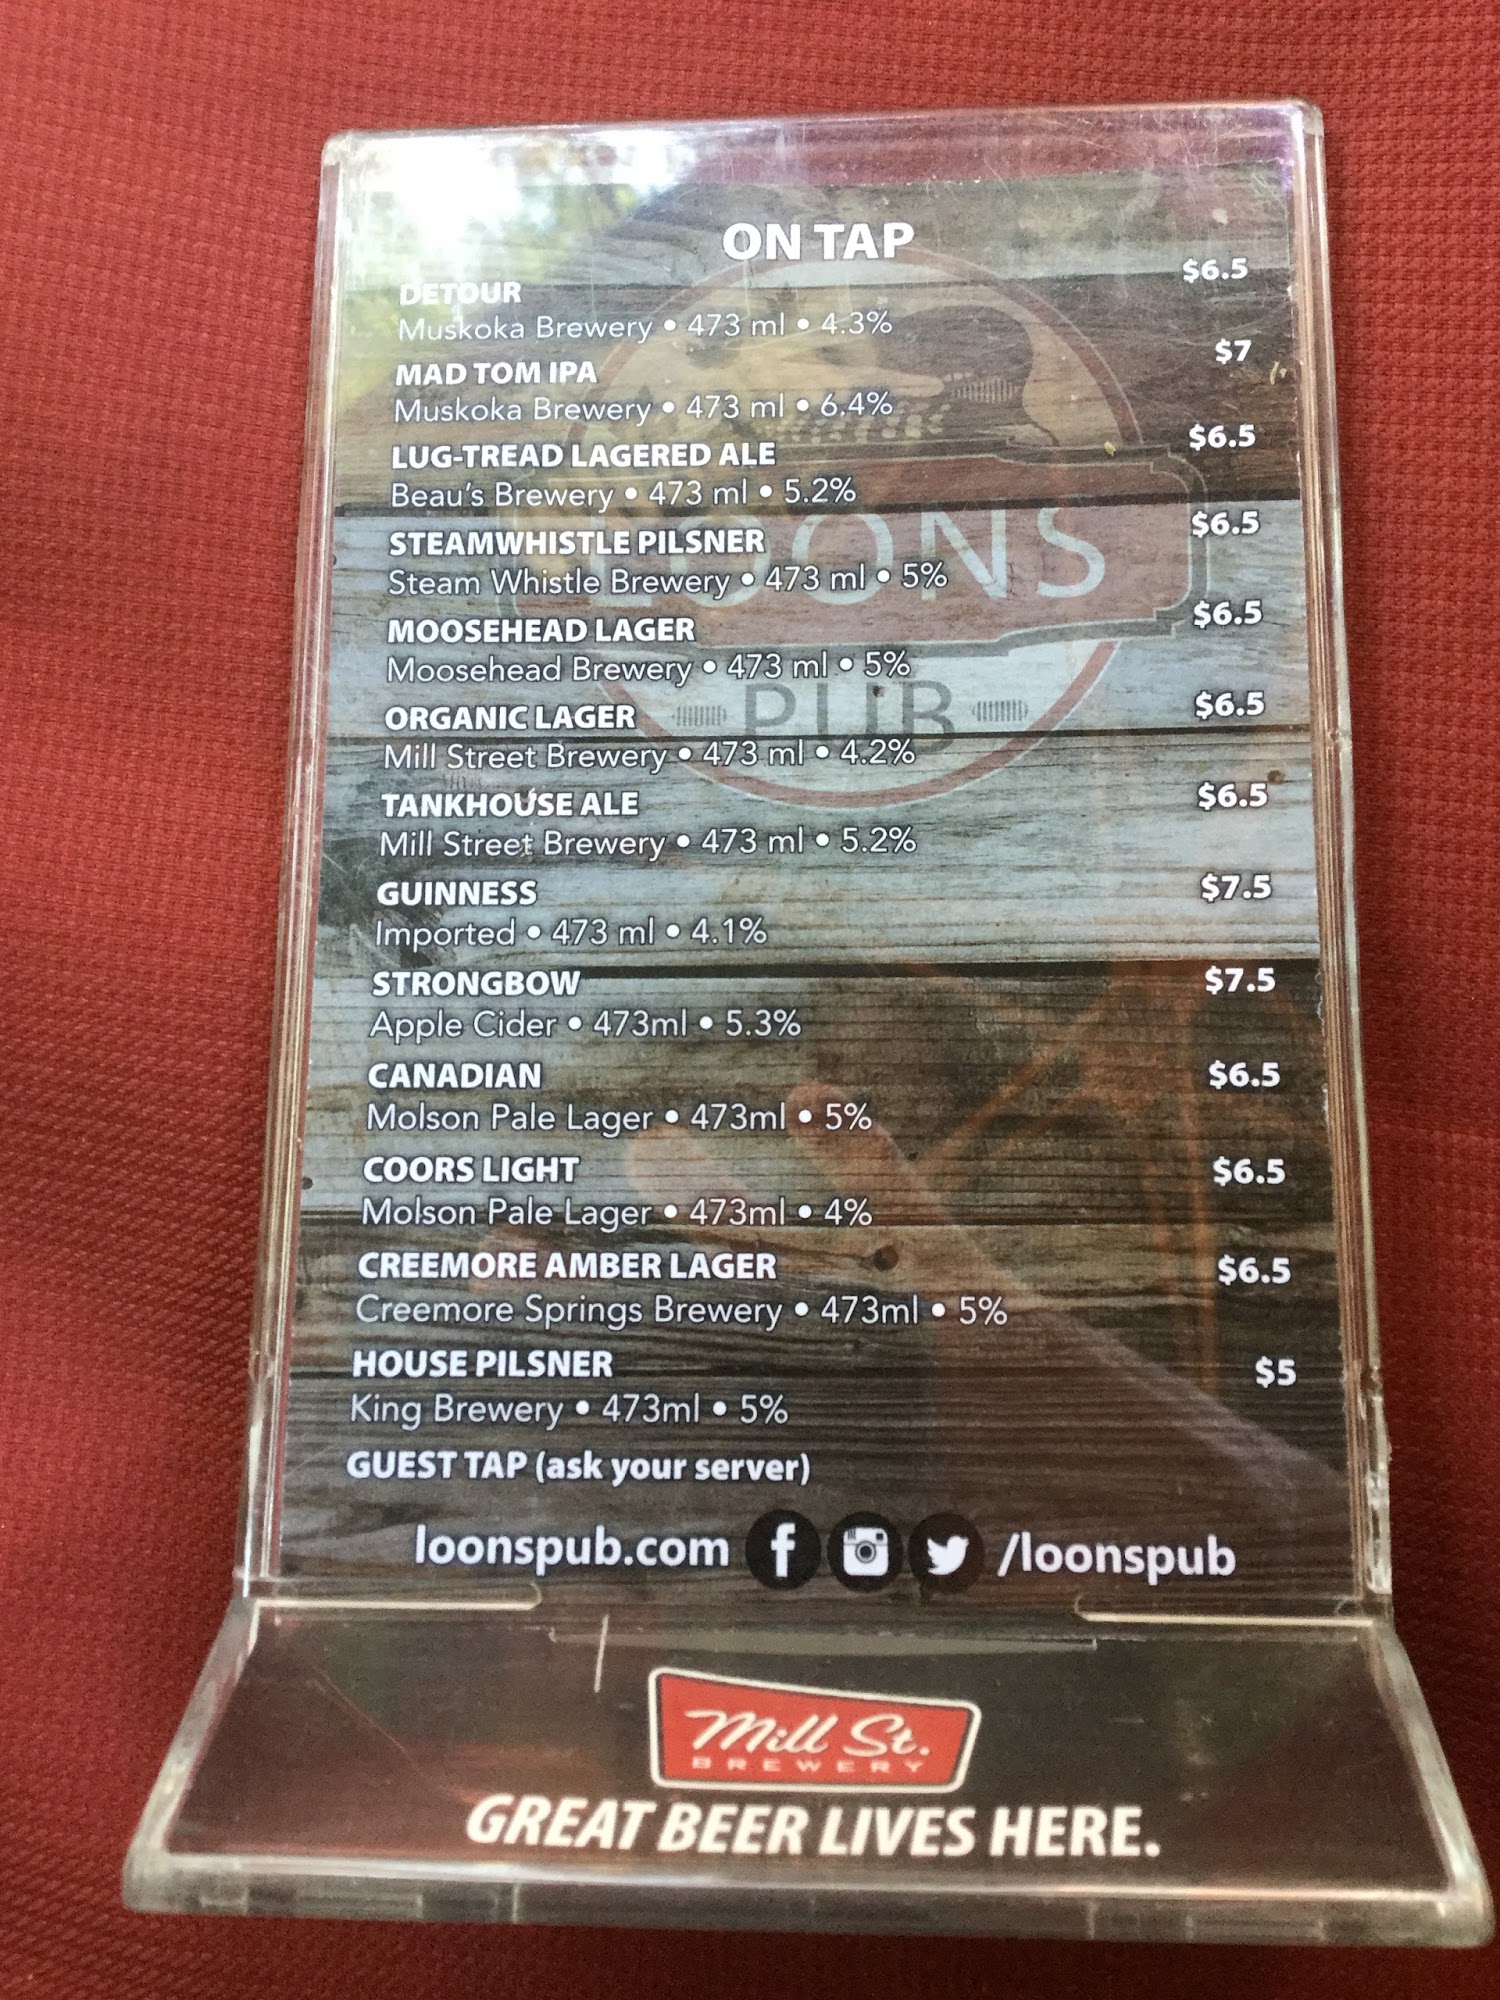 ON TAP
DETOUR $6.5
Muskoka Brewery • 473 ml • 4.3%
MAD TOM IPA $7
Muskoka Brewery • 473 ml • 6.4%
LUG-TREAD LAGERED ALE $6.5
Beau's Brewery • 473 ml • 5.2%
STEAMWHISTLE PILSNER $6.5
Steam Whistle Brewery • 473 ml • 5%
MOOSEHEAD LAGER $6.5
Moosehead Brewery • 473 ml • 5%
ORGANIC LAGER $6.5
Mill Street Brewery • 473 ml • 4.2%
TANKHOUSE ALE $6.5
Mill Street Brewery • 473 ml • 5.2%
GUINNESS $7.5
Imported • 473 ml • 4.1%
STRONGBOW $7.5
Apple Cider • 473ml • 5.3%
CANADIAN $6.5
Molson Pale Lager • 473ml • 5%
COORS LIGHT $6.5
Molson Pale Lager • 473ml • 4%
CREEMORE AMBER LAGER $6.5
Creemore Springs Brewery • 473ml • 5%
HOUSE PILSNER $5
King Brewery • 473ml • 5%
GUEST TAP (ask your server)
loonspub.com /loonspub
LOONS
PUB
Mill St.
BREWERY
GREAT BEER LIVES HERE.